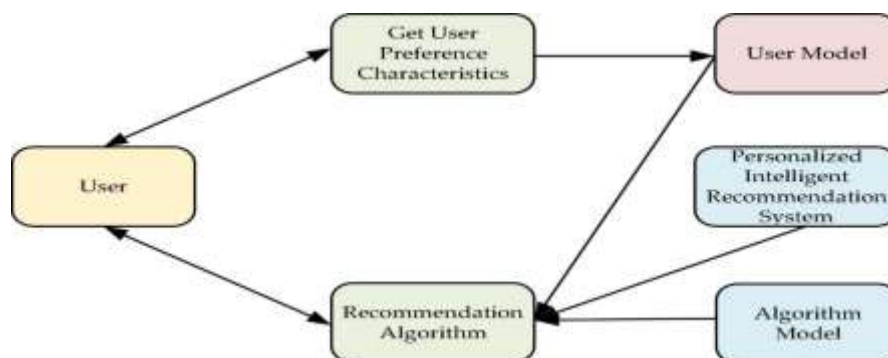 Get User
Preference
Characteristics
User Model
User
Personalized
Intelligent
Recommendation
System
Recommendation
Algorithm
Algorithm
Model